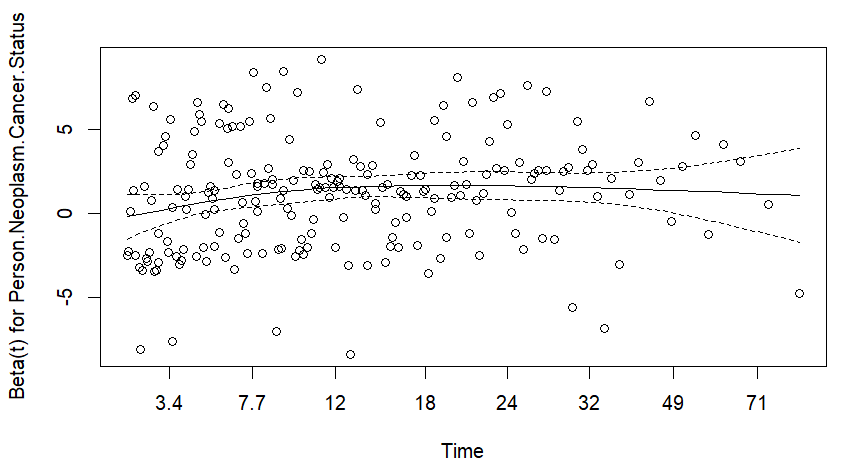 Beta(t) for Person.Neoplasm.Cancer.Status
5
0
-5
3.4 7.7 12 18 24 32 49 71
Time